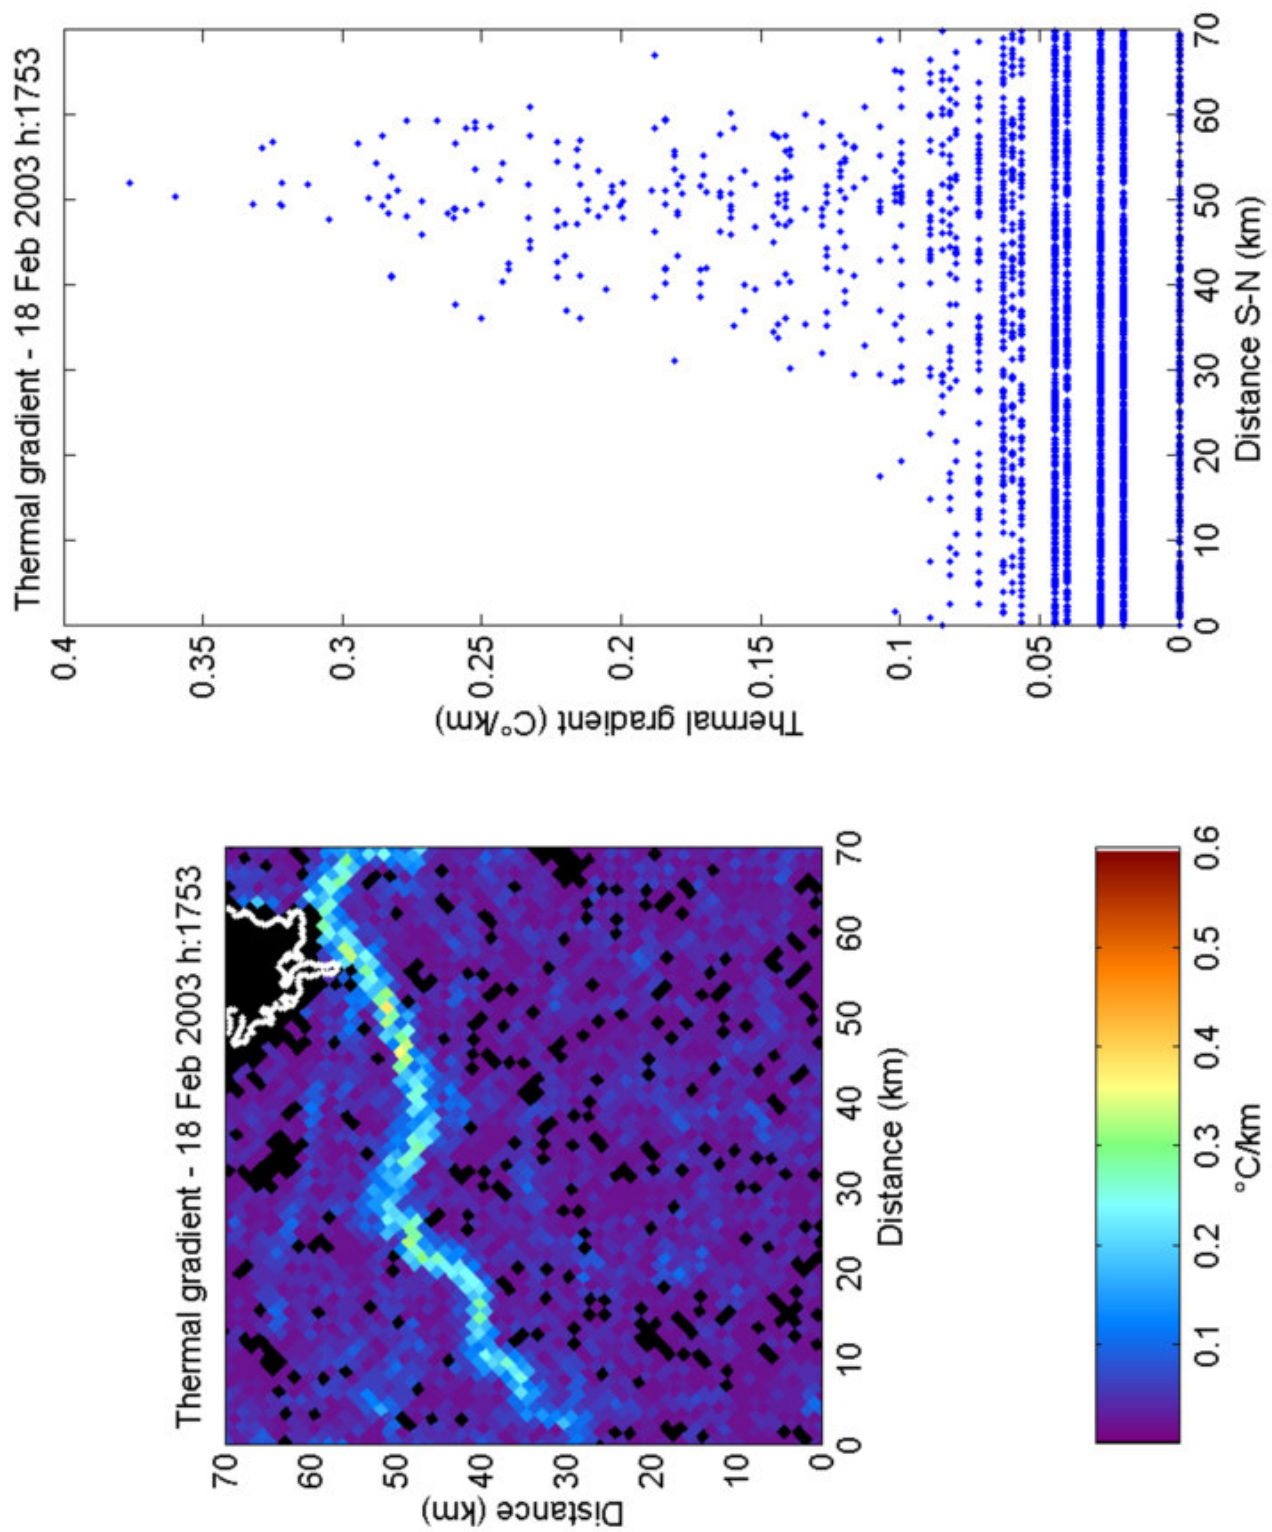 Thermal gradient - 18 Feb 2003 h:1753
70
60
50
40
30
20
10
0
Distance (km)
0 10 20 30 40 50 60 70
Distance (km)
0.1 0.2 0.3 0.4 0.5 0.6
°C/km
Thermal gradient - 18 Feb 2003 h:1753
0.4
0.35
0.3
0.25
0.2
0.15
0.1
0.05
0
Thermal gradient (C°/km)
0 10 20 30 40 50 60 70
Distance S-N (km)